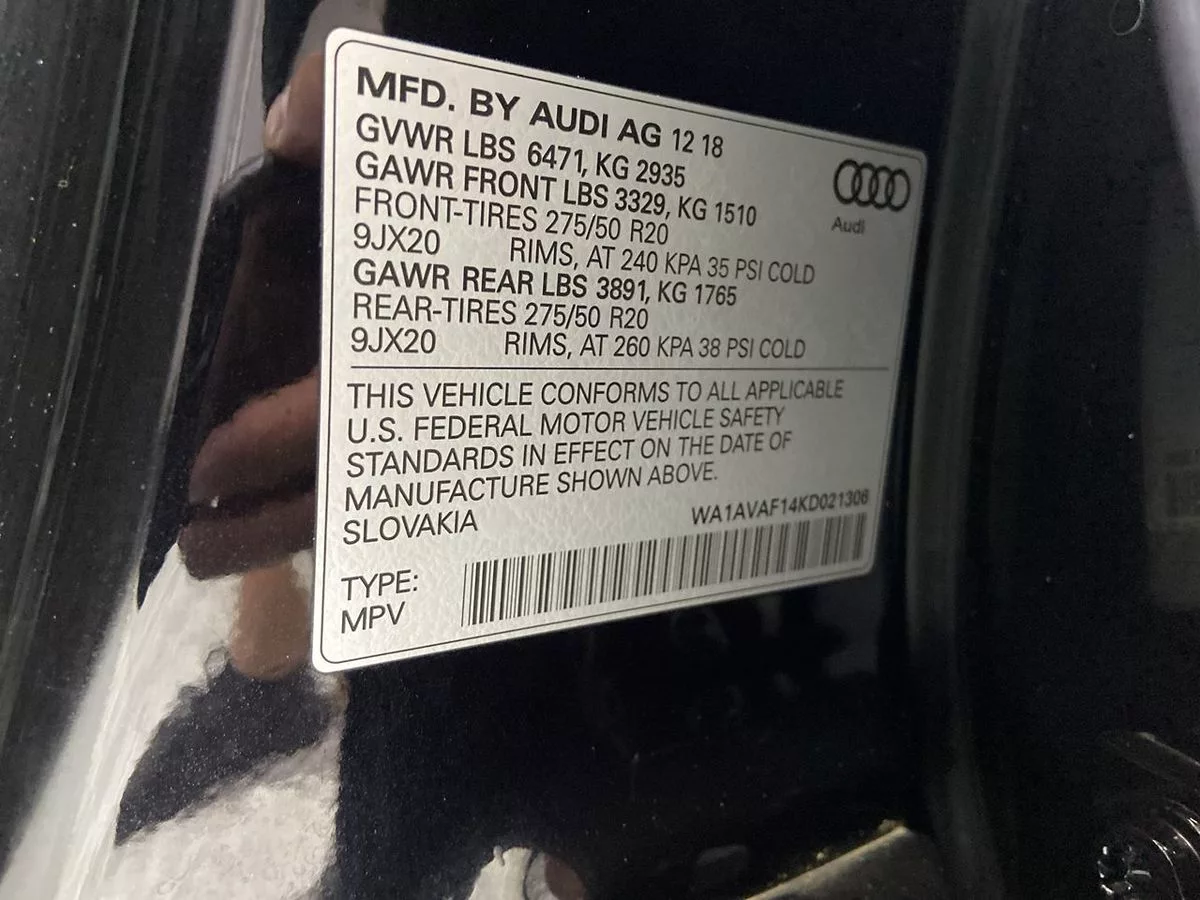 MFD. BY AUDI AG 12 18
GVWR LBS 6471, KG 2935
GAWR FRONT LBS 3329, KG 1510
FRONT-TIRES 275/50 R20
9JX20 RIMS, AT 240 KPA 35 PSI COLD
GAWR REAR LBS 3891, KG 1765
REAR-TIRES 275/50 R20
9JX20 RIMS, AT 260 KPA 38 PSI COLD
Audi
THIS VEHICLE CONFORMS TO ALL APPLICABLE
U.S. FEDERAL MOTOR VEHICLE SAFETY
STANDARDS IN EFFECT ON THE DATE OF
MANUFACTURE SHOWN ABOVE.
SLOVAKIA
WA1AVAF14KD021306
TYPE:
MPV